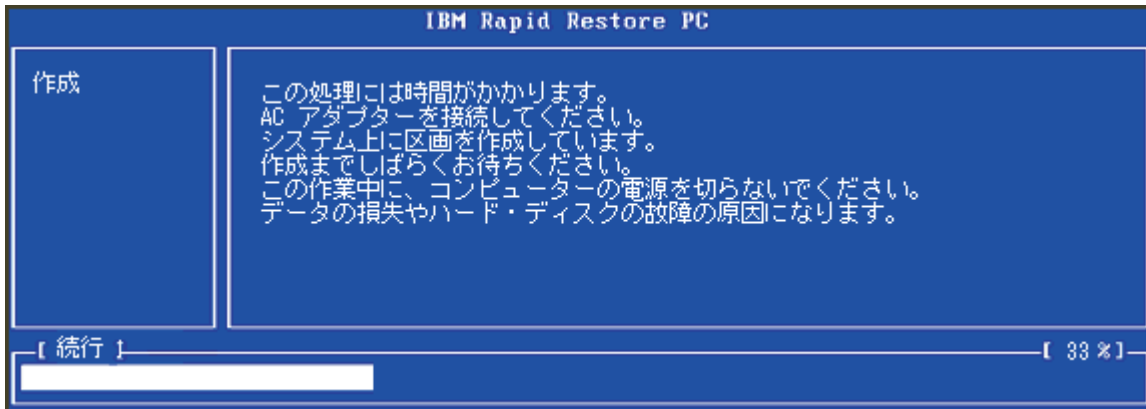 IBM Rapid Restore PC
作成
この処理には時間がかかります。
AC アダプターを接続してください。
システム上に区画を作成しています。
作成までしばらくお待ちください。
この作業中に、コンピューターの電源を切らないでください。
データの損失やハード・ディスクの故障の原因になります。
[ 続行 ]
[ 33 %]